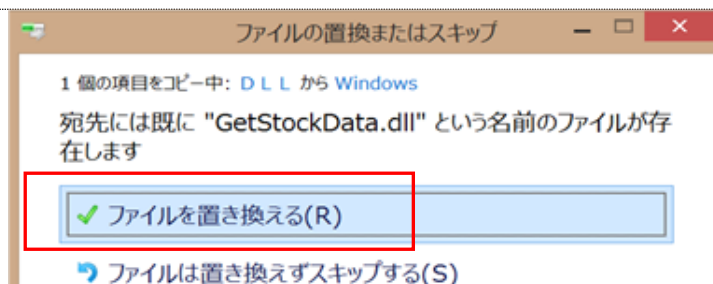 ファイルの置換またはスキップ
1 個の項目をコピー中: ＤＬＬ から Windows
宛先には既に "GetStockData.dll" という名前のファイルが存
在します
ファイルを置き換える(R)
ファイルは置き換えずスキップする(S)